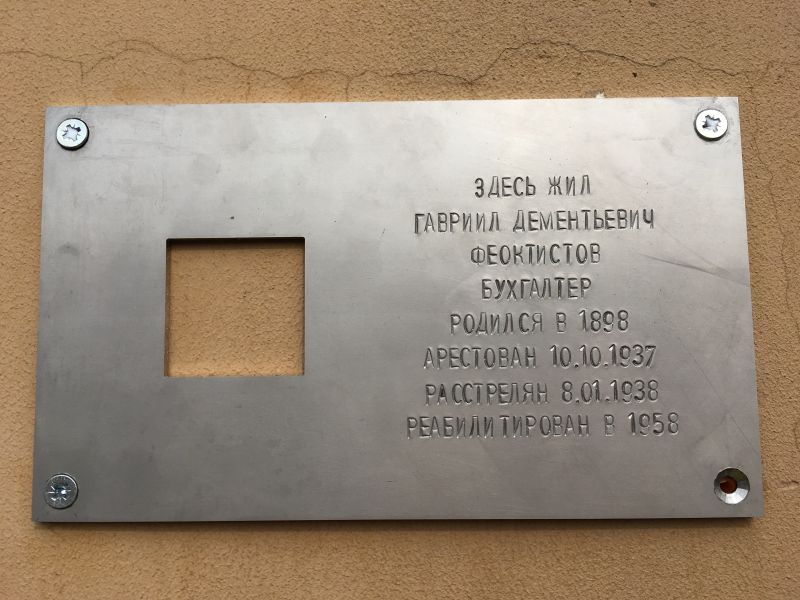 ЗДЕСЬ ЖИЛ
ГАВРИИЛ ДЕМЕНТЬЕВИЧ
ФЕОКТИСТОВ
БУХГАЛТЕР
РОДИЛСЯ В 1898
АРЕСТОВАН 10.10.1937
РАССТРЕЛЯН 8.01.1938
РЕАБИЛИТИРОВАН В 1958